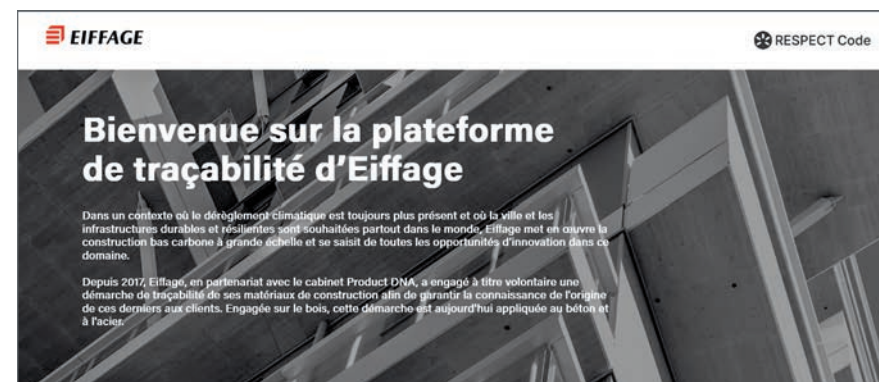 EIFFAGE
RESPECT Code
Bienvenue sur la plateforme
de traçabilité d'Eiffage
Dans un contexte où le dérèglement climatique est toujours plus présent et où la ville et les
infrastructures durables et résilientes sont souhaitées partout dans le monde, Eiffage met en œuvre la
construction bas carbone à grande échelle et se saisit de toutes les opportunités d'innovation dans ce
domaine.
Depuis 2017, Eiffage, en partenariat avec le cabinet Product DNA, a engagé à titre volontaire une
démarche de traçabilité de ses matériaux de construction afin de garantir la connaissance de l'origine
de ces derniers aux clients. Engagée sur le bois, cette démarche est aujourd'hui appliquée au béton et
à l'acier.